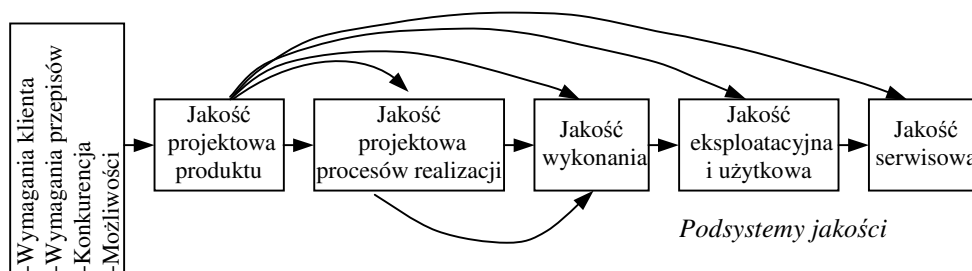 -Wymagania klienta
-Wymagania przepisów
-Konkurencja
-Możliwości
Jakość
projektowa
produktu
Jakość
projektowa
procesów realizacji
Jakość
wykonania
Jakość
eksploatacyjna
i użytkowa
Jakość
serwisowa
Podsystemy jakości